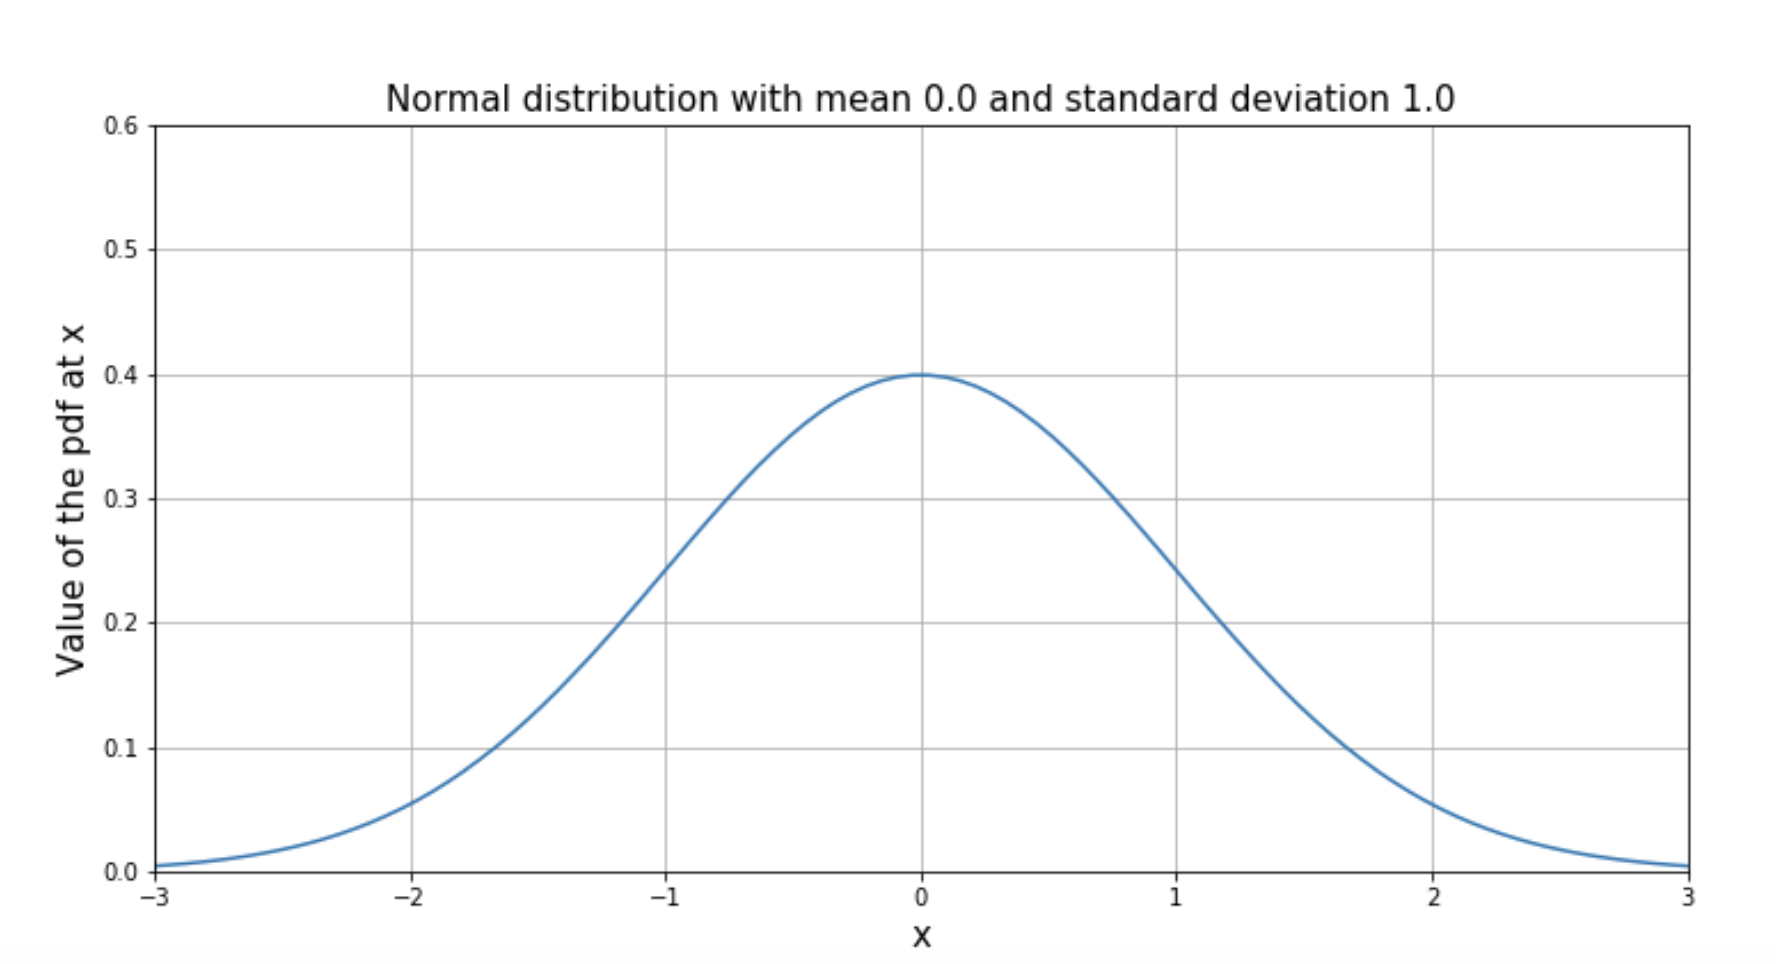 Normal distribution with mean 0.0 and standard deviation 1.0
0.6
0.5
0.4
0.3
0.2
0.1
0.0
Value of the pdf at x
−3 −2 −1 0 1 2 3
x